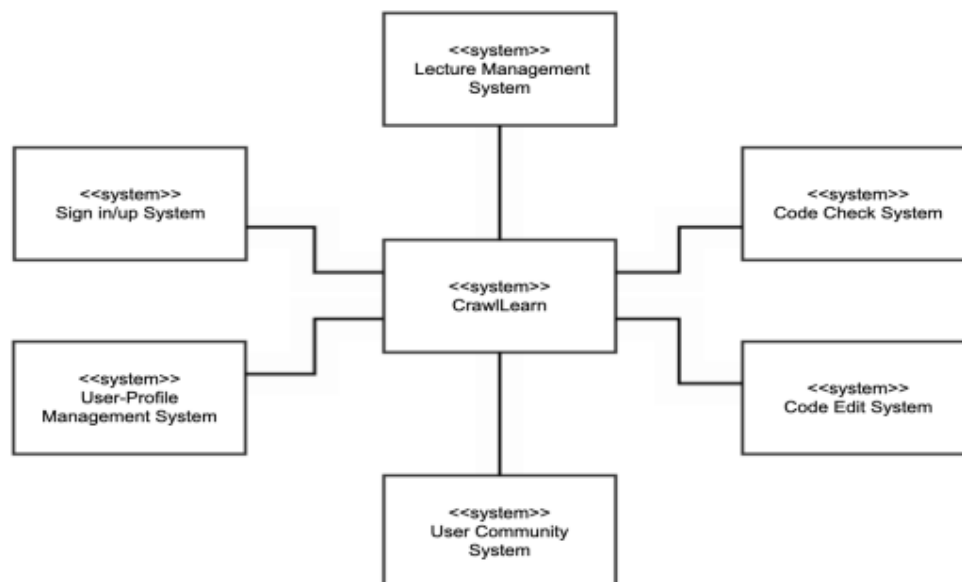 <<system>>
Lecture Management
System
<<system>>
Sign in/up System
<<system>>
Code Check System
<<system>>
CrawlLearn
<<system>>
User-Profile
Management System
<<system>>
Code Edit System
<<system>>
User Community
System